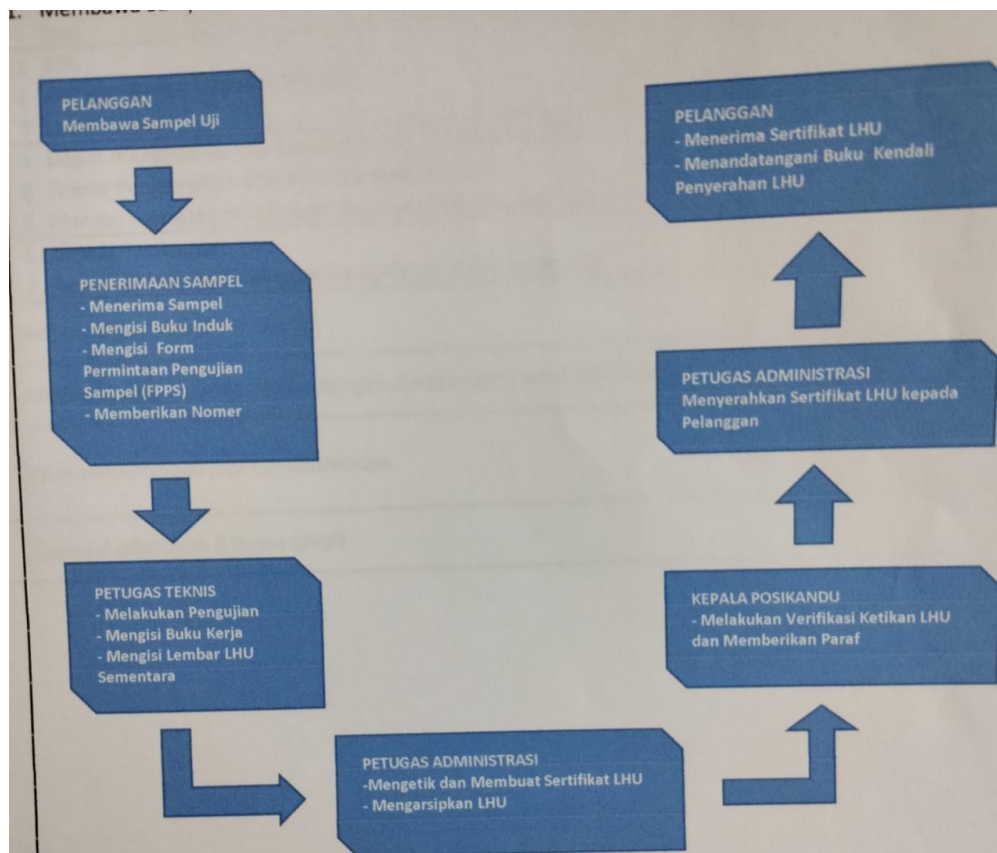 1. Membawa
PELANGGAN
Membawa Sampel Uji
PENERIMAAN SAMPEL
- Menerima Sampel
- Mengisi Buku Induk
- Mengisi Form
Permintaan Pengujian
Sampel (FPPS)
- Memberikan Nomer
PETUGAS TEKNIS
- Melakukan Pengujian
- Mengisi Buku Kerja
- Mengisi Lembar LHU
Sementara
PETUGAS ADMINISTRASI
-Mengetik dan Membuat Sertifikat LHU
- Mengarsipkan LHU
KEPALA POSIKANDU
- Melakukan Verifikasi Ketikan LHU
dan Memberikan Paraf
PETUGAS ADMINISTRASI
Menyerahkan Sertifikat LHU kepada
Pelanggan
PELANGGAN
- Menerima Sertifikat LHU
- Menandatangani Buku Kendali
Penyerahan LHU